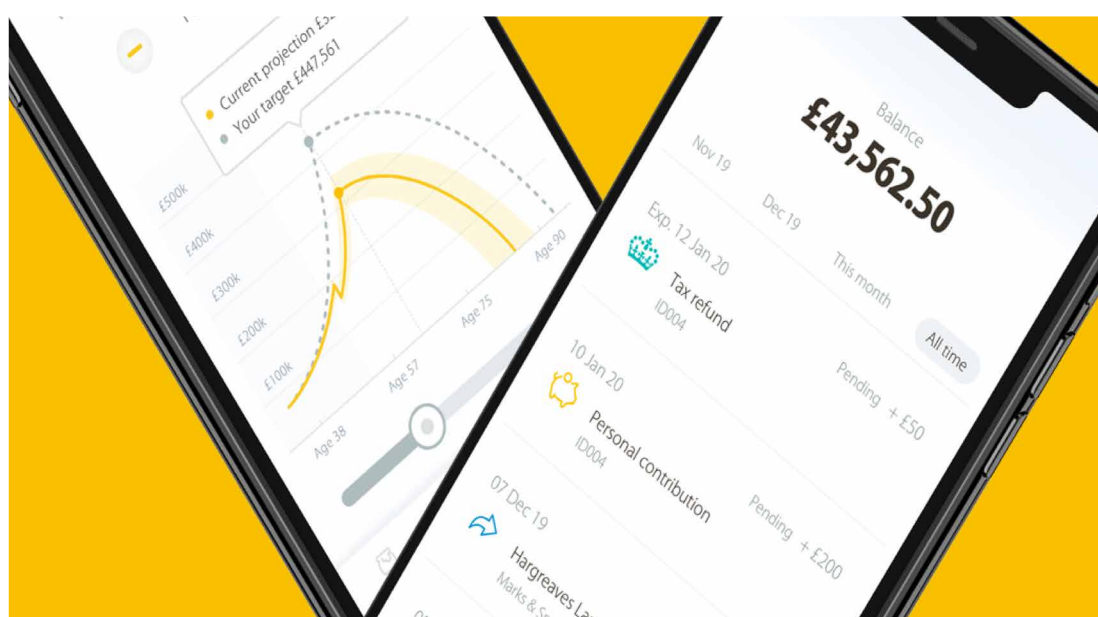 Current projection
Your target £447,561
£500k
£400k
£300k
£200k
£100k
Age 38
Age 57
Age 75
Age 90
Balance
£43,562.50
Nov 19
Dec 19
This month
All time
Exp. 12 Jan 20
Tax refund
ID004
Pending + £50
10 Jan 20
Personal contribution
ID004
Pending + £200
07 Dec 19
Hargreaves
Marks &